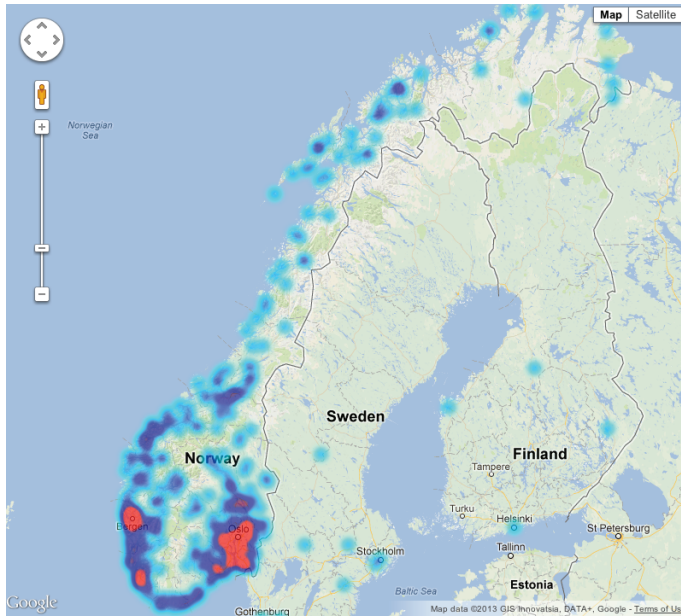 Map Satellite
Norwegian
Sea
Sweden
Norway
Finland
Tampere
Turku
Helsinki
St Petersburg
Bergen
Oslo
Stockholm
Tallinn
Estonia
Baltic Sea
Gothenburg
Google
Map data ©2013 GIS Innovatsia, DATA+, Google - Terms of Us